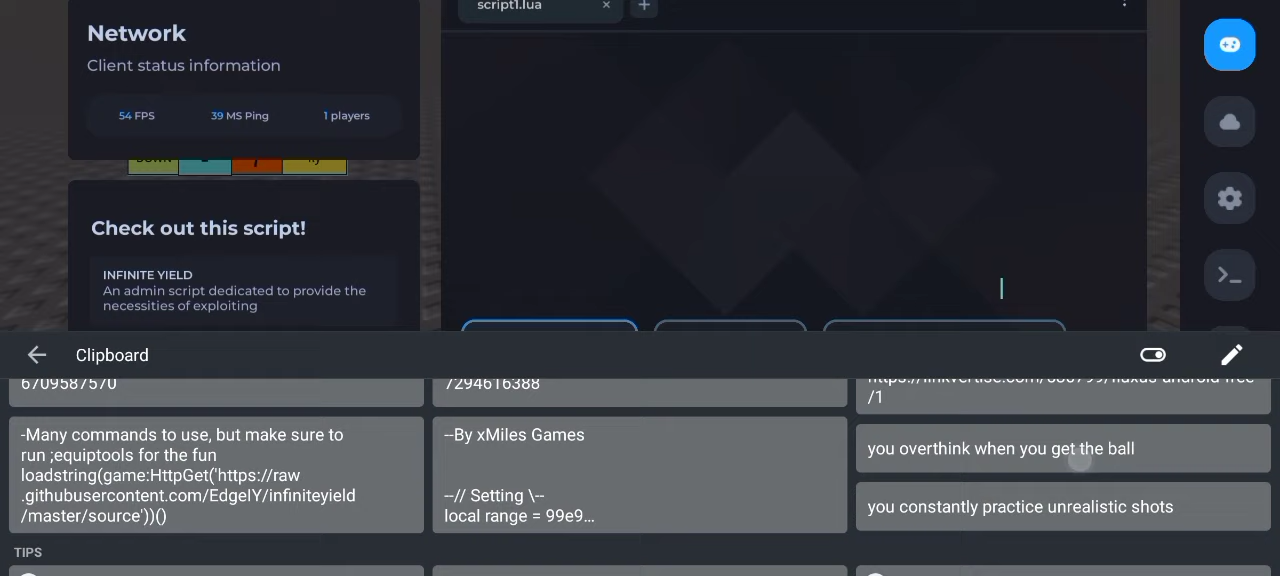 script1.lua
Network
Client status information
54 FPS
39 MS Ping
1 players
Check out this script!
INFINITE YIELD
An admin script dedicated to provide the
necessities of exploiting
Clipboard
6709587570
7294616388
/1
-Many commands to use, but make sure to
run ;equiptools for the fun
loadstring(game:HttpGet('https://raw
.githubusercontent.com/EdgeIY/infiniteyield
/master/source'))()
--By xMiles Games
--// Setting \--
local range = 99e9...
you overthink when you get the ball
you constantly practice unrealistic shots
TIPS